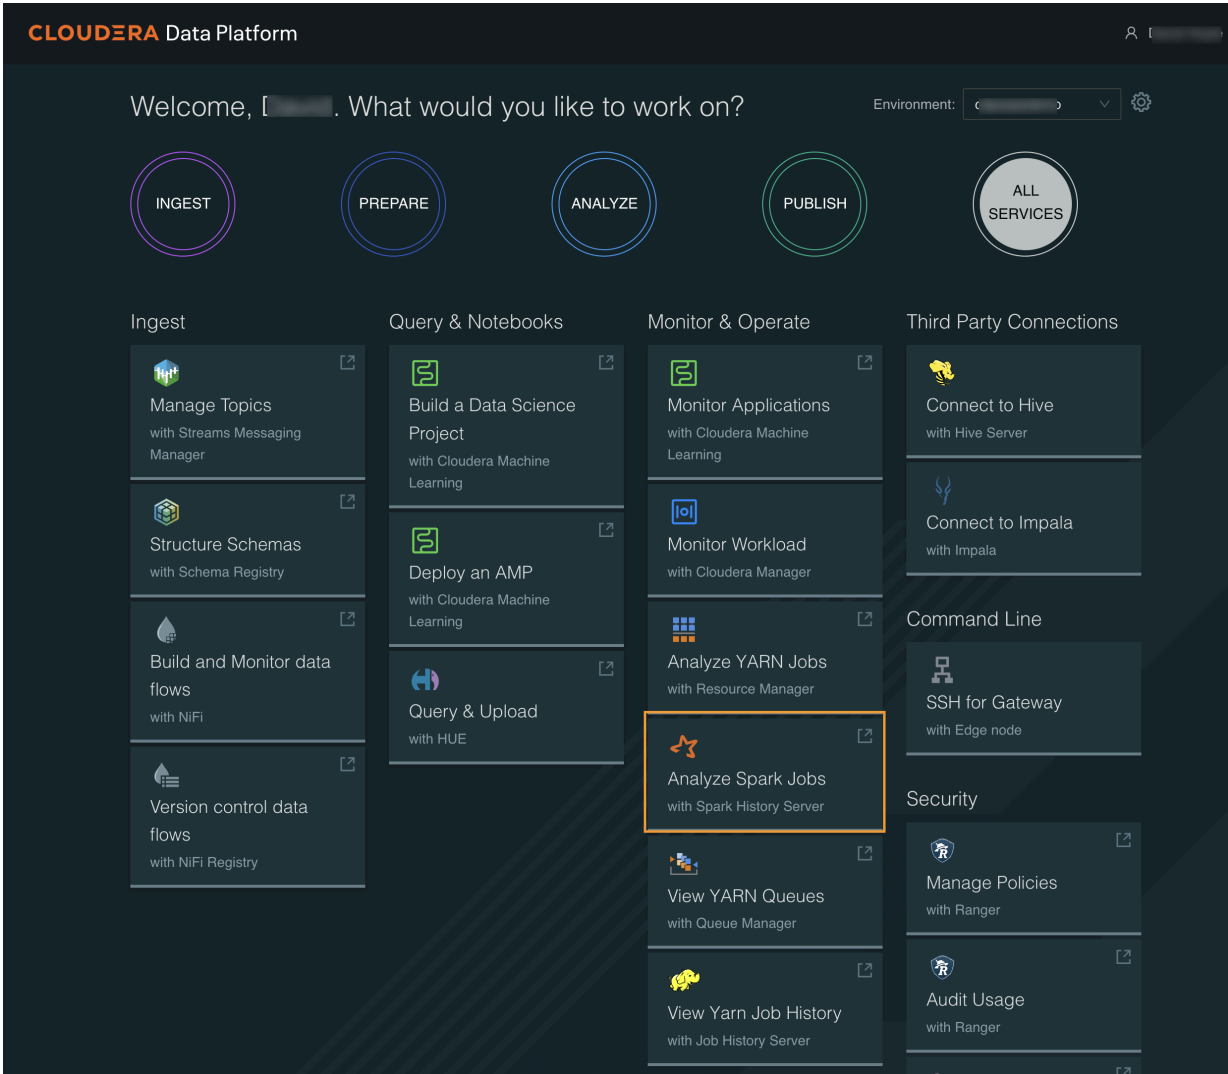 CLOUDERA Data Platform
Welcome, . What would you like to work on?
Environment:
INGEST
PREPARE
ANALYZE
PUBLISH
ALL
SERVICES
Ingest
Manage Topics
with Streams Messaging
Manager
Structure Schemas
with Schema Registry
Build and Monitor data
flows
with NiFi
Version control data
flows
with NiFi Registry
Query & Notebooks
Build a Data Science
Project
with Cloudera Machine
Learning
Deploy an AMP
with Cloudera Machine
Learning
Query & Upload
with HUE
Monitor & Operate
Monitor Applications
with Cloudera Machine
Learning
Monitor Workload
with Cloudera Manager
Analyze YARN Jobs
with Resource Manager
Analyze Spark Jobs
with Spark History Server
View YARN Queues
with Queue Manager
View Yarn Job History
with Job History Server
Third Party Connections
Connect to Hive
with Hive Server
Connect to Impala
with Impala
Command Line
SSH for Gateway
with Edge node
Security
Manage Policies
with Ranger
Audit Usage
with Ranger